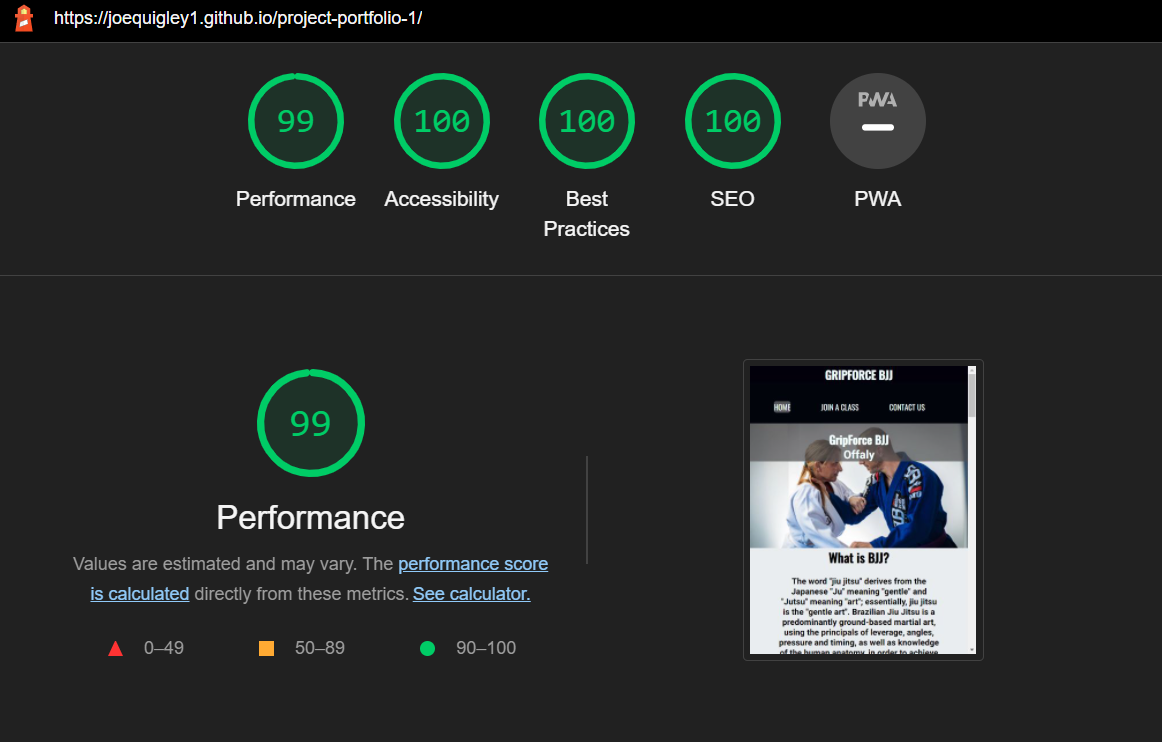 https://joequigley1.github.io/project-portfolio-1/
99
100
100
100
PWA
Performance
Accessibility
Best
Practices
SEO
PWA
99
Performance
Values are estimated and may vary. The performance score
is calculated directly from these metrics. See calculator.
0–49
50–89
90–100
GRIPFORCE BJJ
HOME
JOIN A CLASS
CONTACT US
GripForce BJJ
Offaly
What is BJJ?
The word "jiu jitsu" derives from the
Japanese "Ju" meaning "gentle" and
"Jutsu" meaning "art"; essentially, jiu jitsu
is the "gentle art". Brazilian Jiu Jitsu is a
predominantly ground-based martial art,
using the principals of leverage, angles,
pressure and timing, as well as knowledge
of the human anatomy, in order to achieve